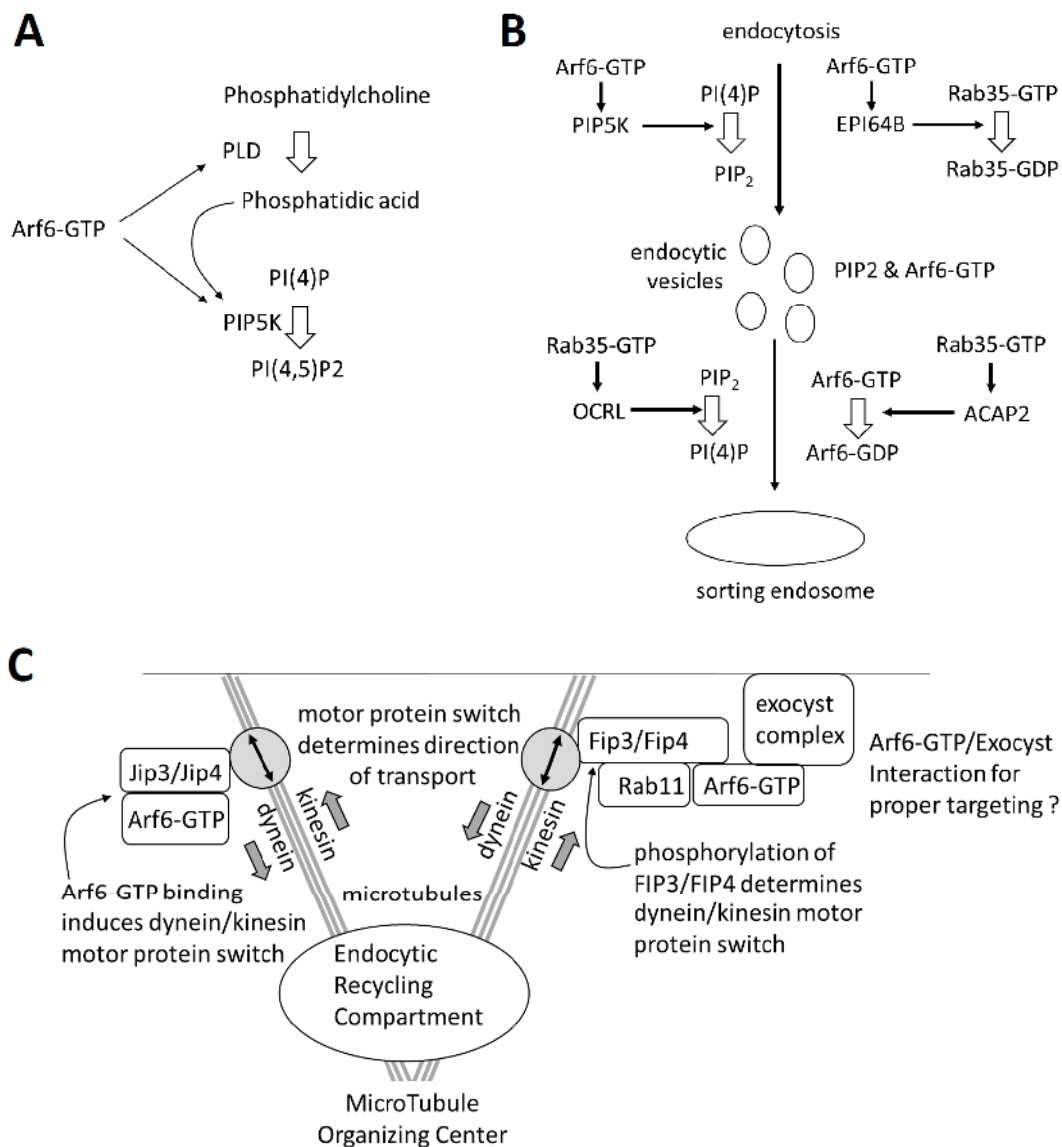 A
Phosphatidylcholine
PLD
Phosphatidic acid
Arf6-GTP
PI(4)P
PIP5K
PI(4,5)P2
B
endocytosis
Arf6-GTP
PIP5K
PI(4)P
PIP2
Arf6-GTP
EPI64B
Rab35-GTP
Rab35-GDP
endocytic
vesicles
PIP2 & Arf6-GTP
Rab35-GTP
OCRL
PIP2
PI(4)P
Arf6-GTP
Arf6-GDP
Rab35-GTP
ACAP2
sorting endosome
C
motor protein switch
determines direction
of transport
Jip3/Jip4
Arf6-GTP
dynein
kinesin
Arf6-GTP binding
induces dynein/kinesin
motor protein switch
microtubules
dynein
kinesin
Fip3/Fip4
Rab11
Arf6-GTP
exocyst
complex
Arf6-GTP/Exocyst
Interaction for
proper targeting ?
phosphorylation of
FIP3/FIP4 determines
dynein/kinesin motor
protein switch
Endocytic
Recycling
Compartment
MicroTubule
Organizing Center